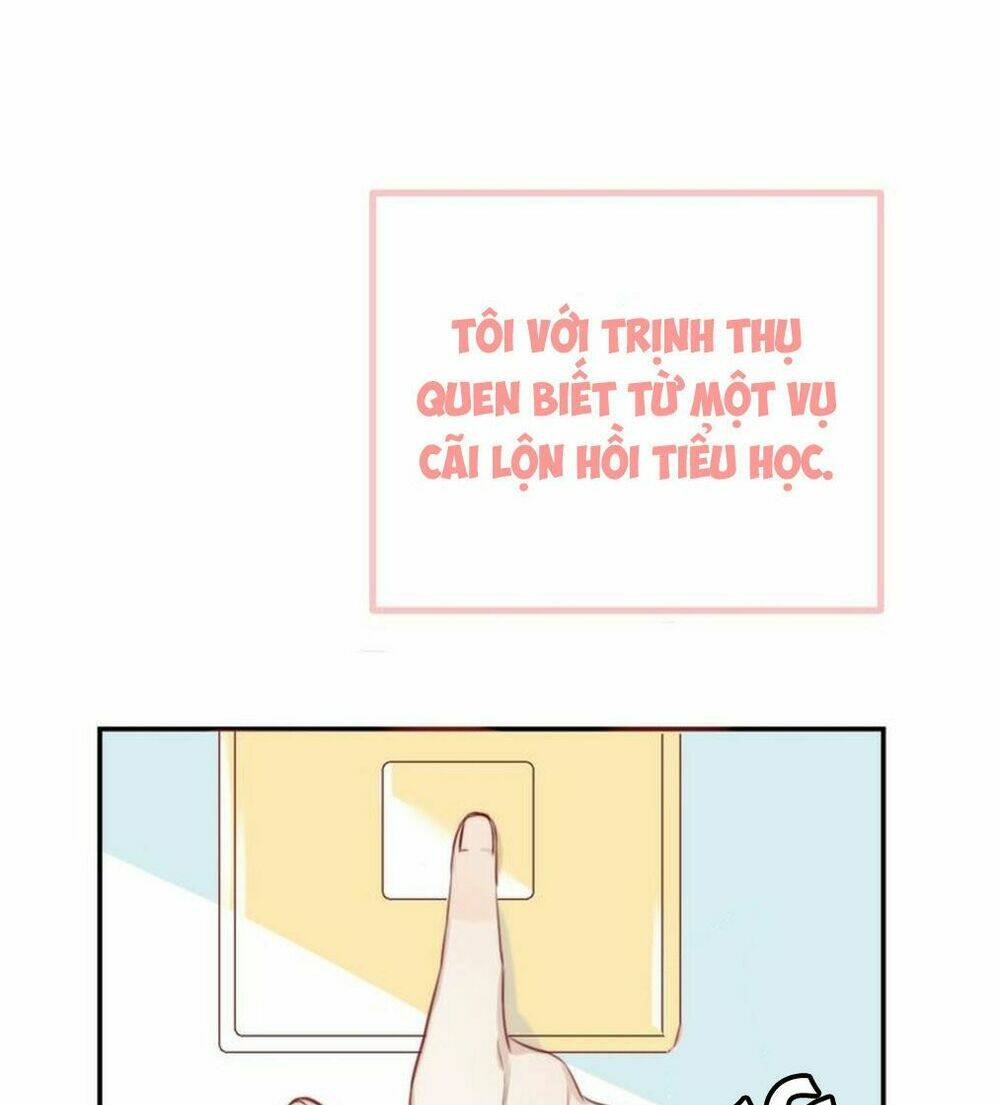 TÔI VỚI TRỊNH THỤ
QUEN BIẾT TỪ MỘT VỤ
CÃI LỘN HỒI TIỂU HỌC.